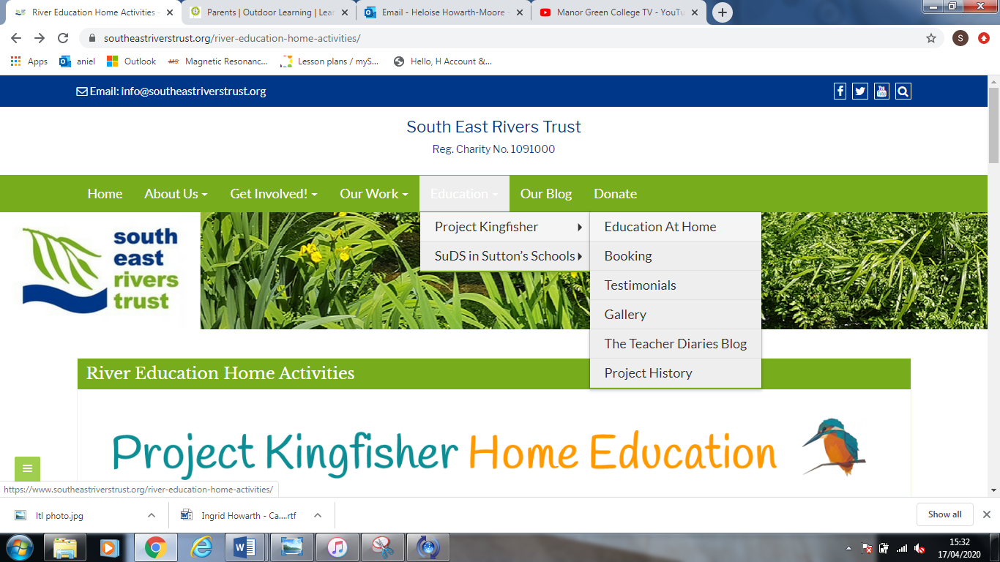 River Education Home Activities -
Parents | Outdoor Learning | Lear
Email - Heloise Howarth-Moore -
Manor Green College TV - YouTu
southeastriverstrust.org/river-education-home-activities/
S
Apps
aniel
Outlook
MS
Magnetic Resonanc...
Lesson plans / myS...
Hello, H Account &...
Email: info@southeastriverstrust.org
South East Rivers Trust
Reg. Charity No. 1091000
Home
About Us
Get Involved!
Our Work
Education
Our Blog
Donate
Project Kingfisher
SuDS in Sutton's Schools
Education At Home
Booking
Testimonials
Gallery
The Teacher Diaries Blog
Project History
south
east
rivers
trust
River Education Home Activities
Project Kingfisher Home Education
https://www.southeastriverstrust.org/river-education-home-activities/
ltl photo.jpg
Ingrid Howarth - Ca....rtf
Show all
15:32
17/04/2020